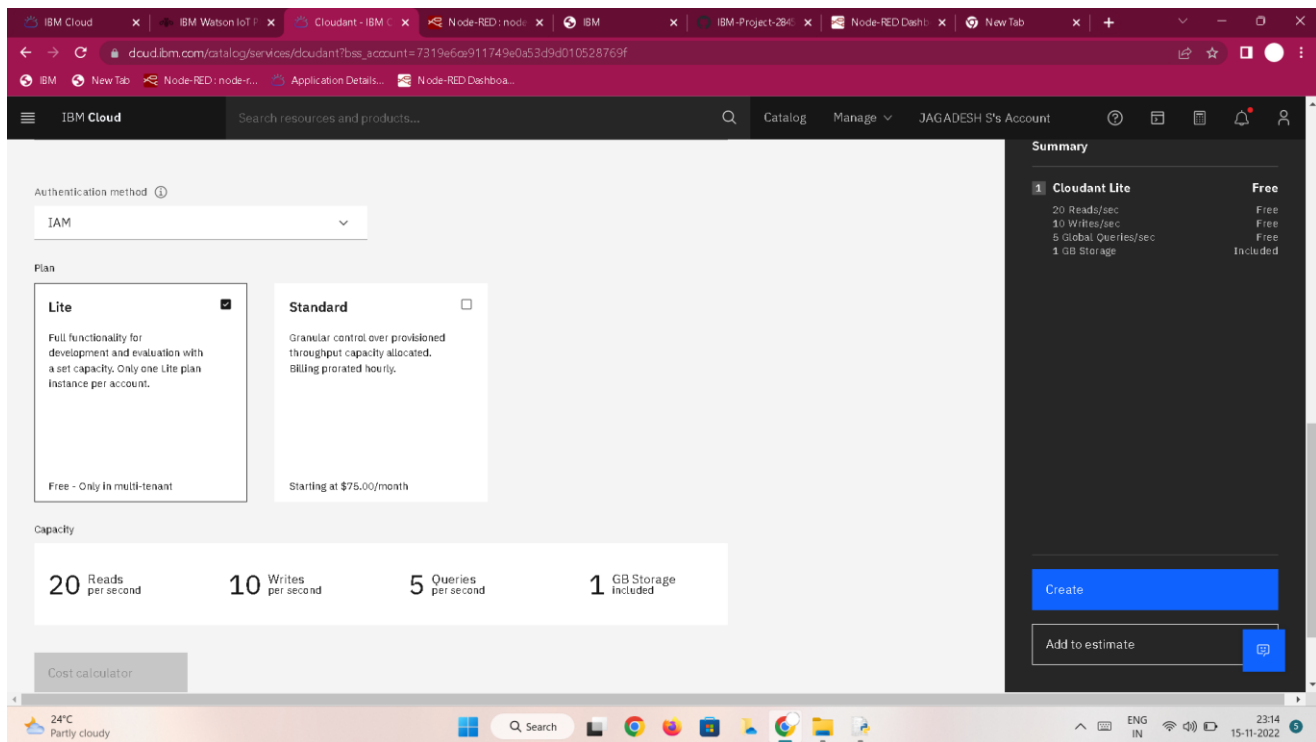 IBM Cloud
IBM Watson IoT P
Cloudant - IBM C
Node-RED : node
IBM
IBM-Project-284
Node-RED Dashb
New Tab
cloud.ibm.com/catalog/services/cloudant?bss_account=7319e6ce911749e0a53d9d010528769f
IBM
New Tab
Node-RED : node-r...
Application Details...
Node-RED Dashboa...
IBM Cloud
Search resources and products...
Catalog
Manage
JAGADESH S's Account
Authentication method
IAM
Plan
Lite
Full functionality for
development and evaluation with
a set capacity. Only one Lite plan
instance per account.
Free - Only in multi-tenant
Standard
Granular control over provisioned
throughput capacity allocated.
Billing prorated hourly.
Starting at $75.00/month
Capacity
20 Reads
per second
10 Writes
per second
5 Queries
per second
1 GB Storage
included
Cost calculator
Summary
1 Cloudant Lite Free
20 Reads/sec Free
10 Writes/sec Free
5 Global Queries/sec Free
1 GB Storage Included
Create
Add to estimate
24°C
Partly cloudy
Search
ENG
IN
23:14
15-11-2022
5